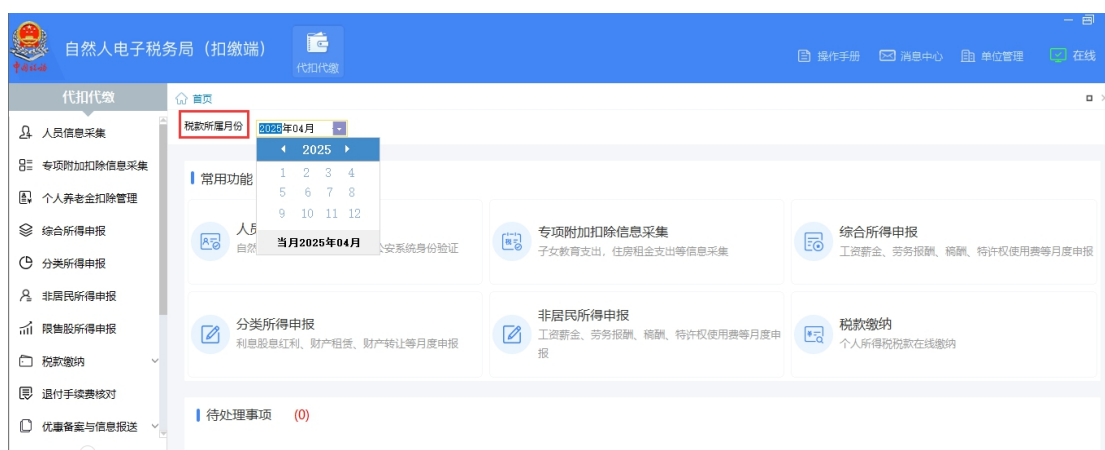 自然人电子税务局（扣缴端）
代扣代缴
操作手册
消息中心
单位管理
在线
代扣代缴
首页
人员信息采集
专项附加扣除信息采集
个人养老金扣除管理
综合所得申报
分类所得申报
非居民所得申报
限售股所得申报
税款缴纳
退付手续费核对
优惠备案与信息报送
税款所属月份
2025年04月
2025
1 2 3 4
5 6 7 8
9 10 11 12
当月2025年04月
常用功能
人员
自然
公安系统身份验证
专项附加扣除信息采集
子女教育支出，住房租金支出等信息采集
综合所得申报
工资薪金、劳务报酬、稿酬、特许权使用费等月度申报
分类所得申报
利息股息红利、财产租赁、财产转让等月度申报
非居民所得申报
工资薪金、劳务报酬、稿酬、特许权使用费等月度申
报
税款缴纳
个人所得税税款在线缴纳
待处理事项 (0)